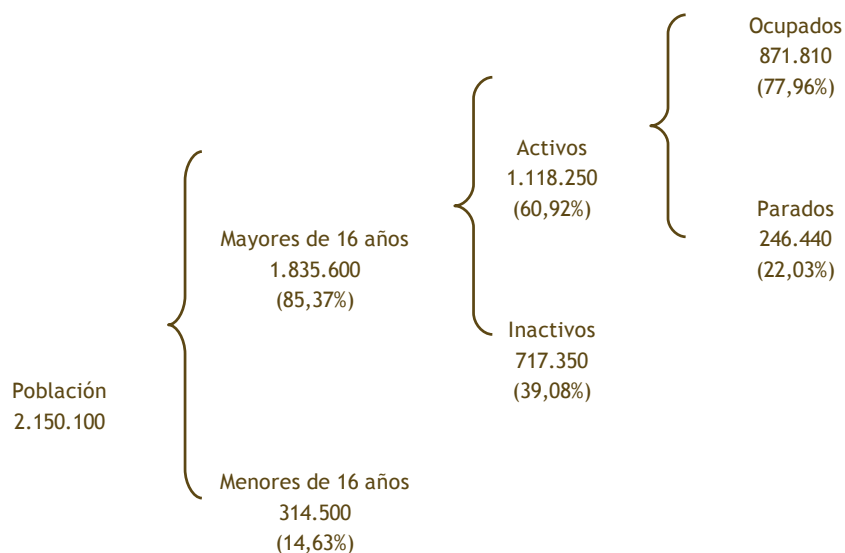 Ocupados
871.810
(77,96%)
Activos
1.118.250
(60,92%)
Parados
246.440
(22,03%)
Mayores de 16 años
1.835.600
(85,37%)
Inactivos
717.350
(39,08%)
Población
2.150.100
Menores de 16 años
314.500
(14,63%)